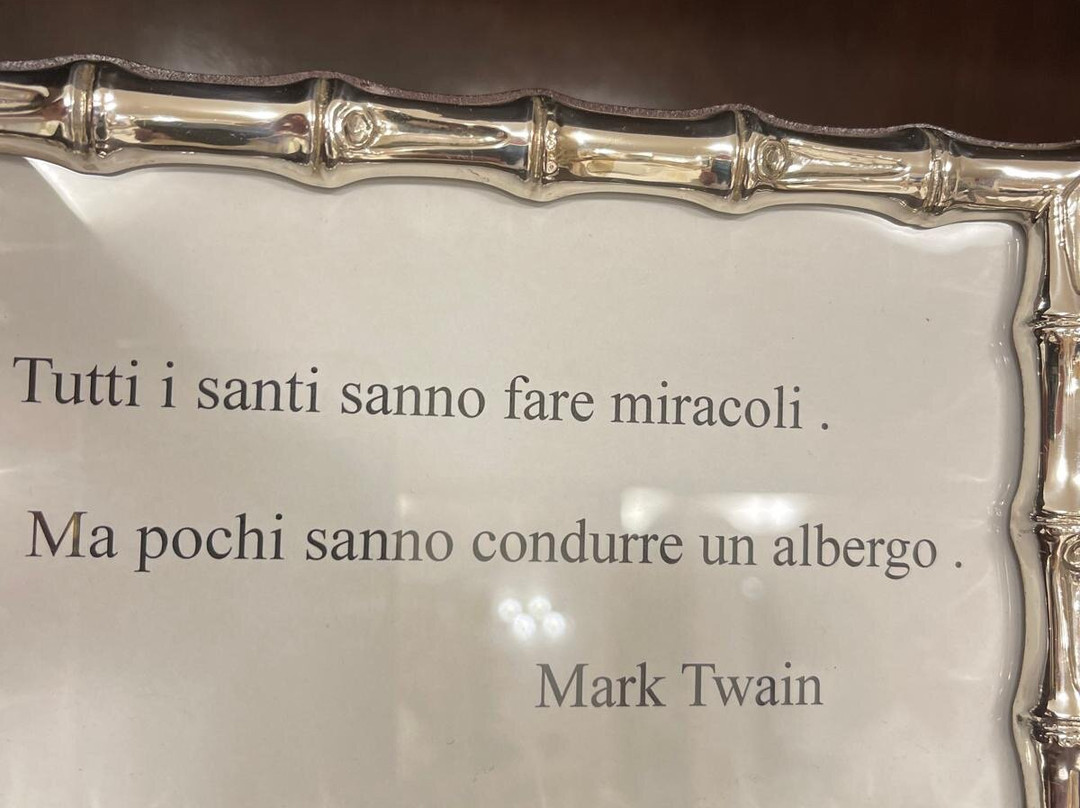 Tutti i santi sanno fare miracoli .
Ma pochi sanno condurre un albergo .
Mark Twain